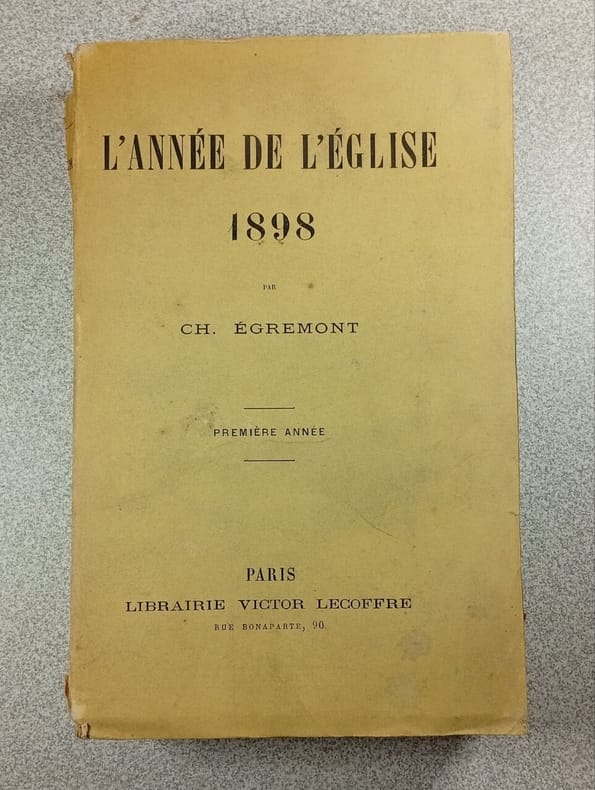 L'ANNÉE DE L'ÉGLISE
1898
PAR
CH. ÉGREMONT
PREMIÈRE ANNÉE
PARIS
LIBRAIRIE VICTOR LECOFFRE
RUE BONAPARTE, 90